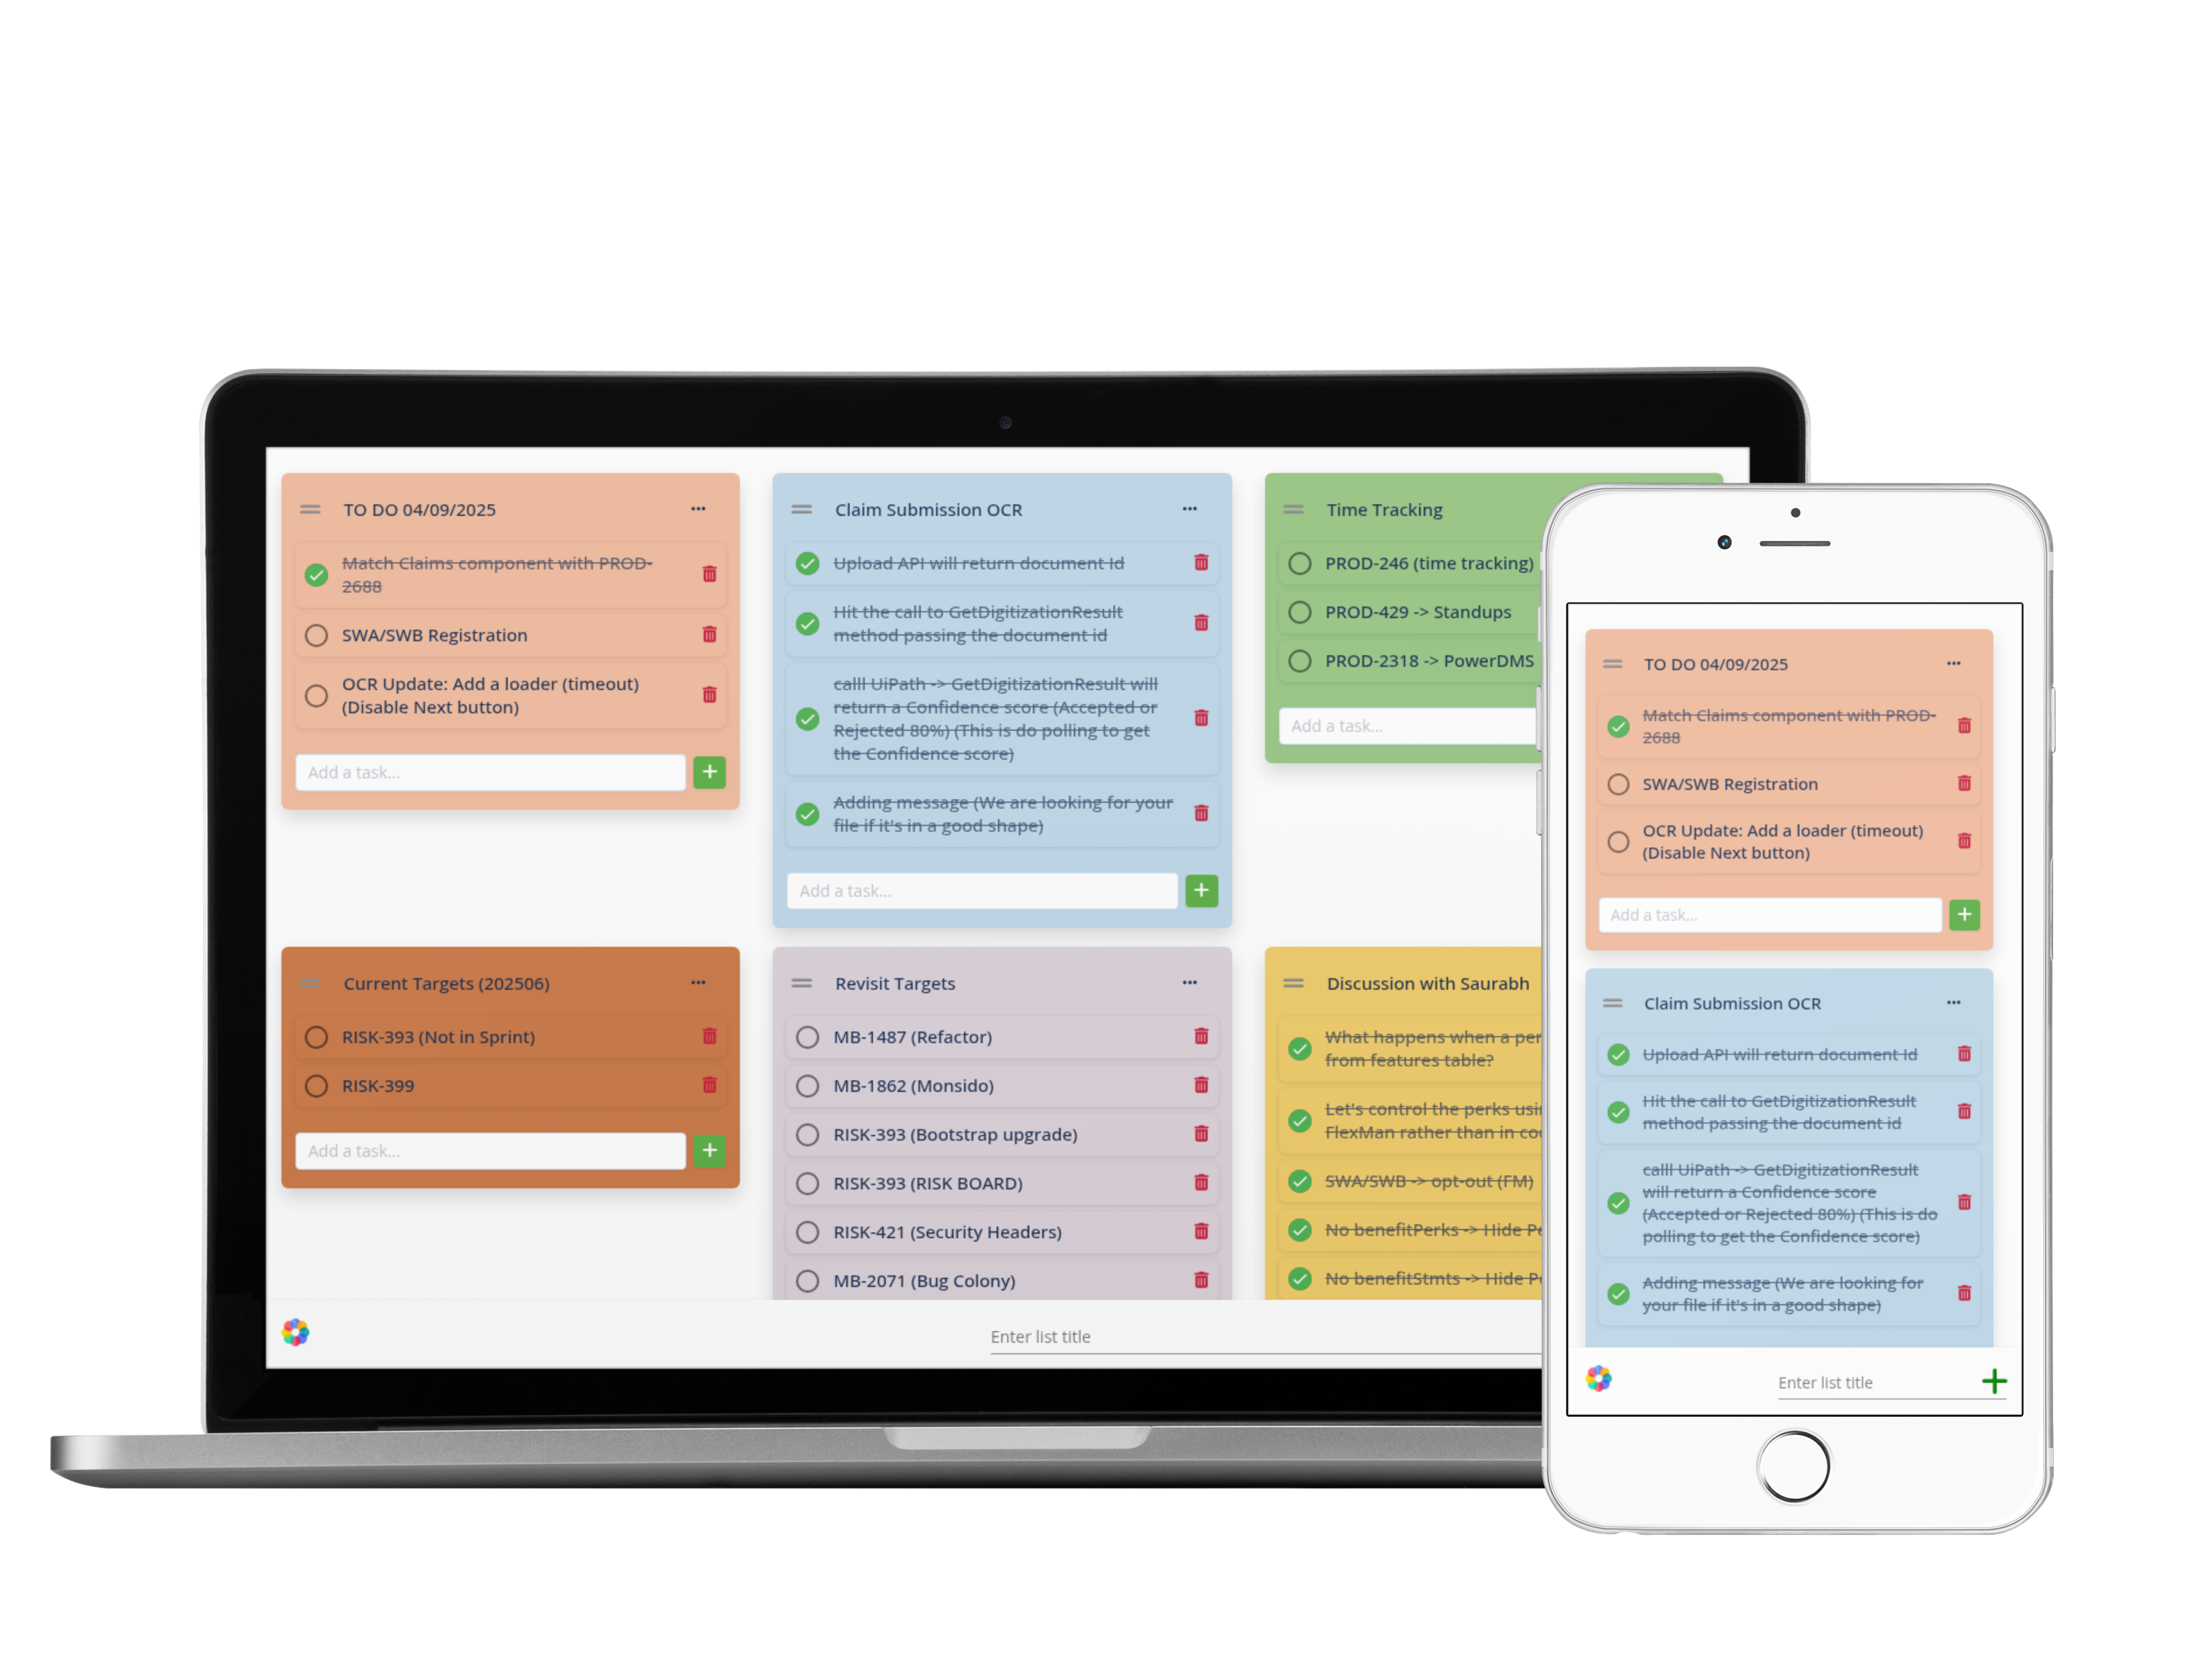 TO DO 04/09/2025
Match Claims component with PROD-
2688
SWA/SWB Registration
OCR Update: Add a loader (timeout)
(Disable Next button)
Add a task...
Claim Submission OCR
Upload API will return document Id
Hit the call to GetDigitizationResult
method passing the document id
calll UiPath -> GetDigitizationResult will
return a Confidence score (Accepted or
Rejected 80%) (This is do polling to get
the Confidence score)
Adding message (We are looking for your
file if it's in a good shape)
Add a task...
Time Tracking
PROD-246 (time tracking)
PROD-429 -> Standups
PROD-2318 -> PowerDMS
Add a task...
Current Targets (202506)
RISK-393 (Not in Sprint)
RISK-399
Add a task...
Revisit Targets
MB-1487 (Refactor)
MB-1862 (Monsido)
RISK-393 (Bootstrap upgrade)
RISK-393 (RISK BOARD)
RISK-421 (Security Headers)
MB-2071 (Bug Colony)
Discussion with Saurabh
What happens when a
from features table?
Let's control the perks
FlexMan rather than in
SWA/SWB -> opt-out (FM)
No benefitPerks -> Hide
No benefitStmts -> Hide
Enter list title
TO DO 04/09/2025
Match Claims component with PROD-
2688
SWA/SWB Registration
OCR Update: Add a loader (timeout)
(Disable Next button)
Add a task...
Claim Submission OCR
Upload API will return document Id
Hit the call to GetDigitizationResult
method passing the document id
calll UiPath -> GetDigitizationResult
will return a Confidence score
(Accepted or Rejected 80%) (This is do
polling to get the Confidence score)
Adding message (We are looking for
your file if it's in a good shape)
Enter list title